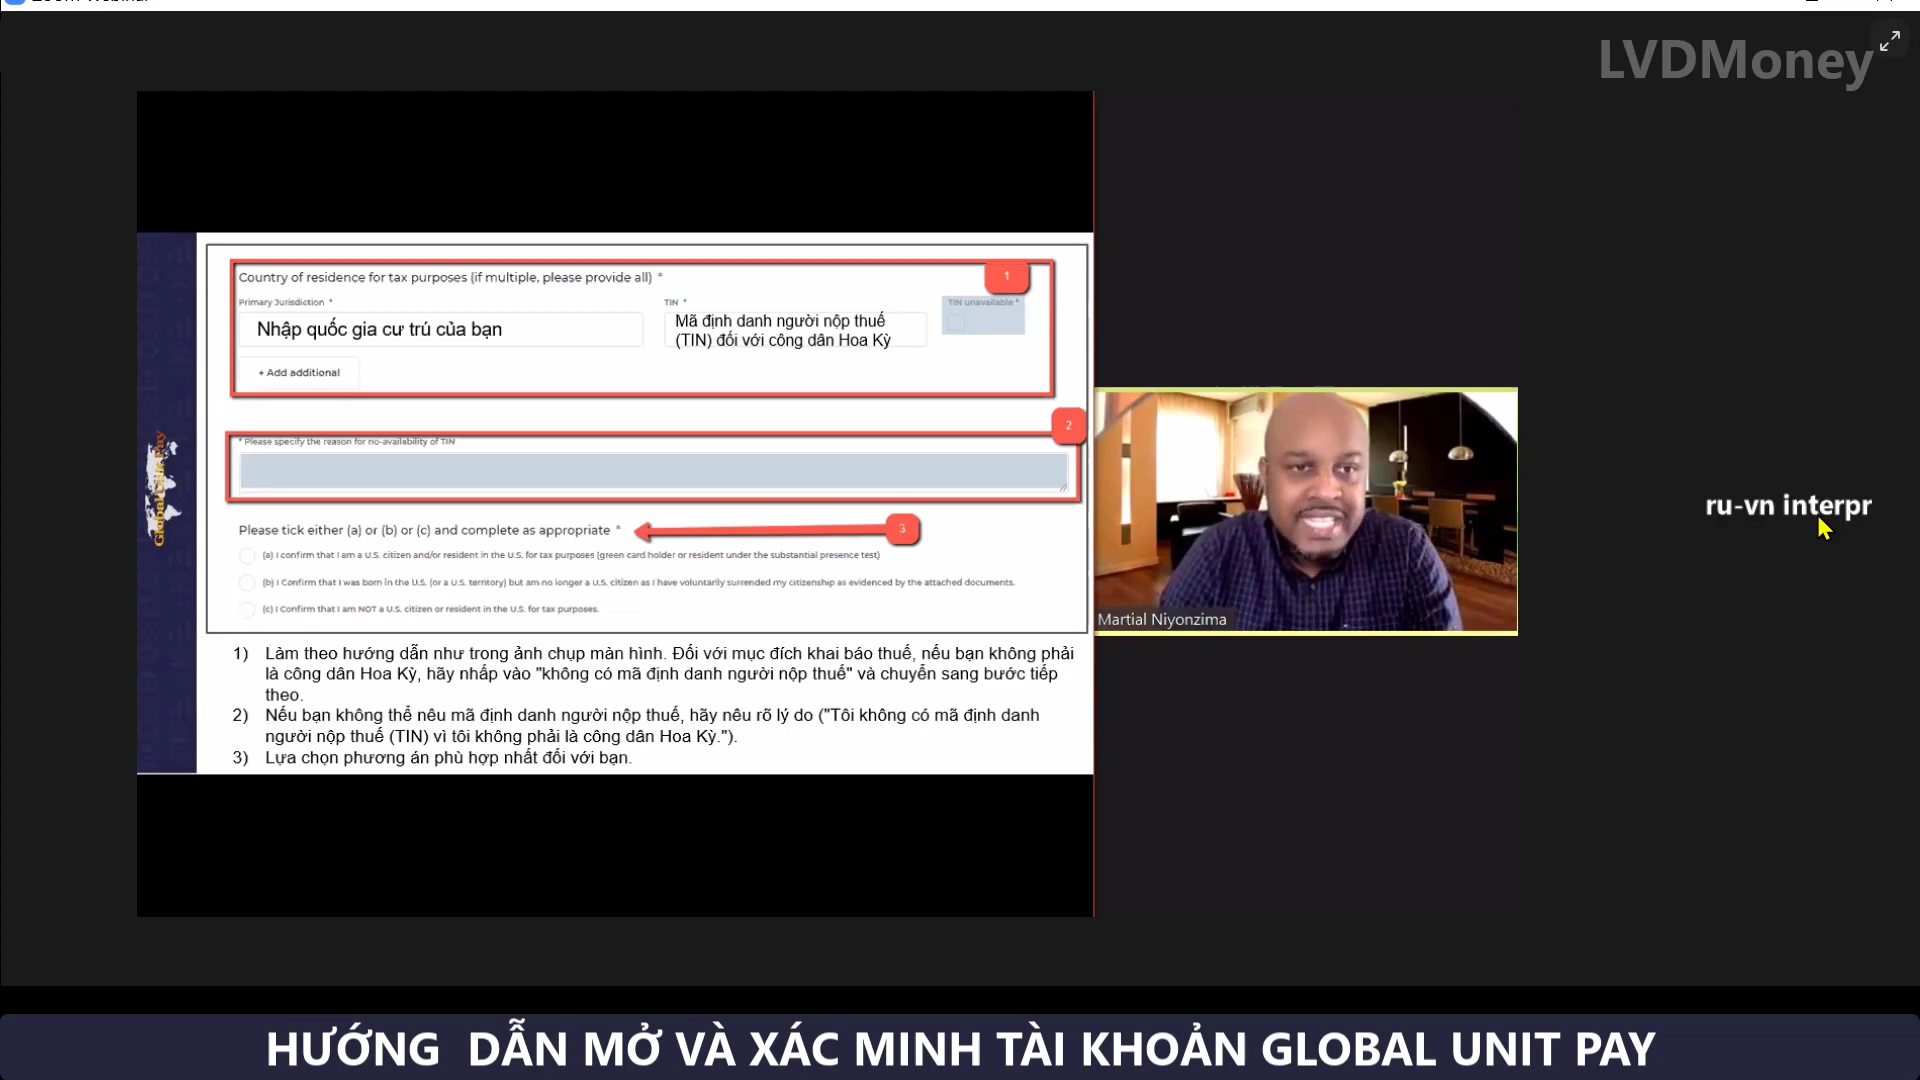 LVDMoney
Country of residence for tax purposes (if multiple, please provide all) *
1
Primary Jurisdiction *
TIN *
TIN unavailable *
Nhập quốc gia cư trú của bạn
Mã định danh người nộp thuế
(TIN) đối với công dân Hoa Kỳ
+ Add additional
2
* Please specify the reason for no-availability of TIN
Please tick either (a) or (b) or (c) and complete as appropriate *
3
(a) I confirm that I am a U.S. citizen and/or resident in the U.S. for tax purposes (green card holder or resident under the substantial presence test)
(b) I Confirm that I was born in the U.S. (or a U.S. territory) but am no longer a U.S. citizen as I have voluntarily surrended my citizenship as evidenced by the attached documents.
(c) I Confirm that I am NOT a U.S. citizen or resident in the U.S. for tax purposes.
Global Unit Pay
1) Làm theo hướng dẫn như trong ảnh chụp màn hình. Đối với mục đích khai báo thuế, nếu bạn không phải
là công dân Hoa Kỳ, hãy nhấp vào "không có mã định danh người nộp thuế" và chuyển sang bước tiếp
theo.
2) Nếu bạn không thể nêu mã định danh người nộp thuế, hãy nêu rõ lý do ("Tôi không có mã định danh
người nộp thuế (TIN) vì tôi không phải là công dân Hoa Kỳ.").
3) Lựa chọn phương án phù hợp nhất đối với bạn.
Martial Niyonzima
ru-vn interpr
HƯỚNG DẪN MỞ VÀ XÁC MINH TÀI KHOẢN GLOBAL UNIT PAY